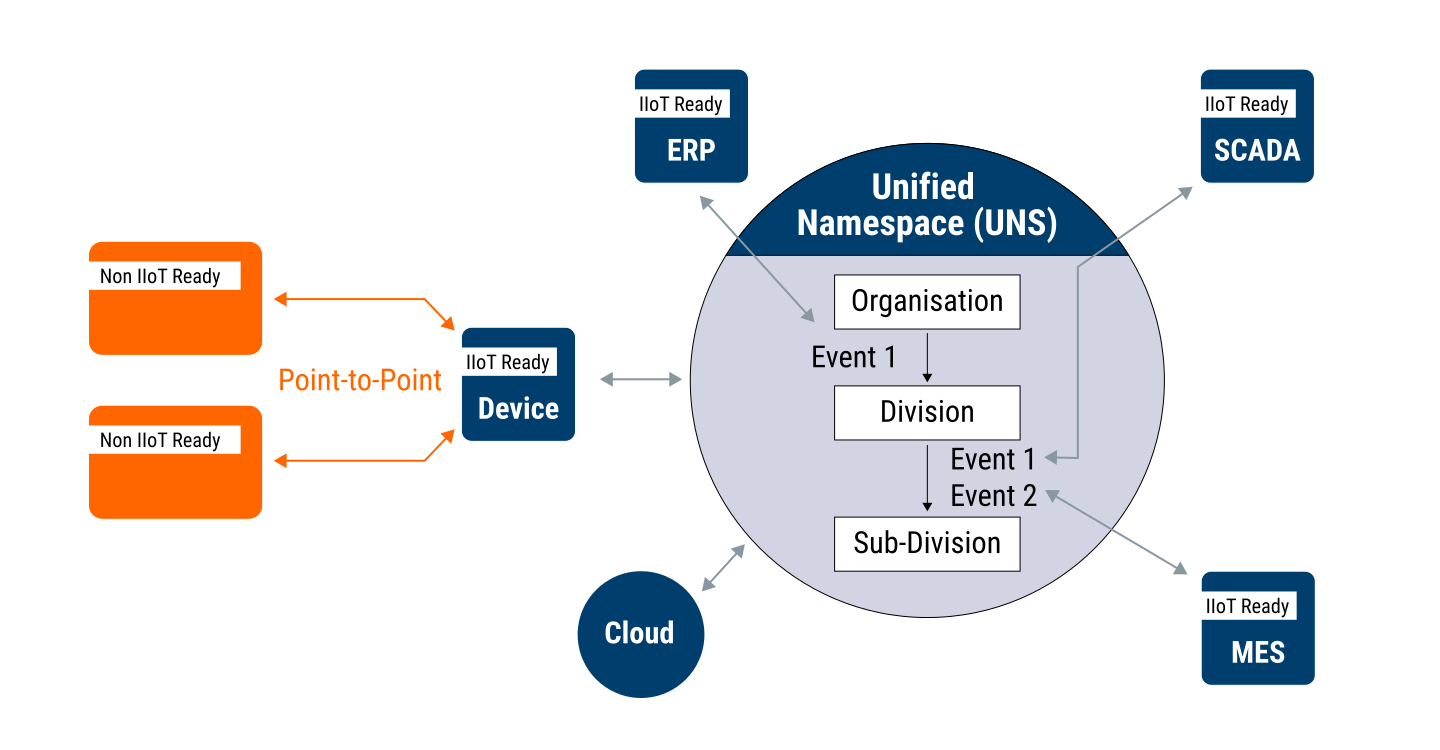 IIoT Ready
ERP
IIoT Ready
SCADA
Unified
Namespace (UNS)
Non IIoT Ready
Organisation
Event 1
IIoT Ready
Device
Point-to-Point
Division
Non IIoT Ready
Event 1
Event 2
Sub-Division
Cloud
IIoT Ready
MES